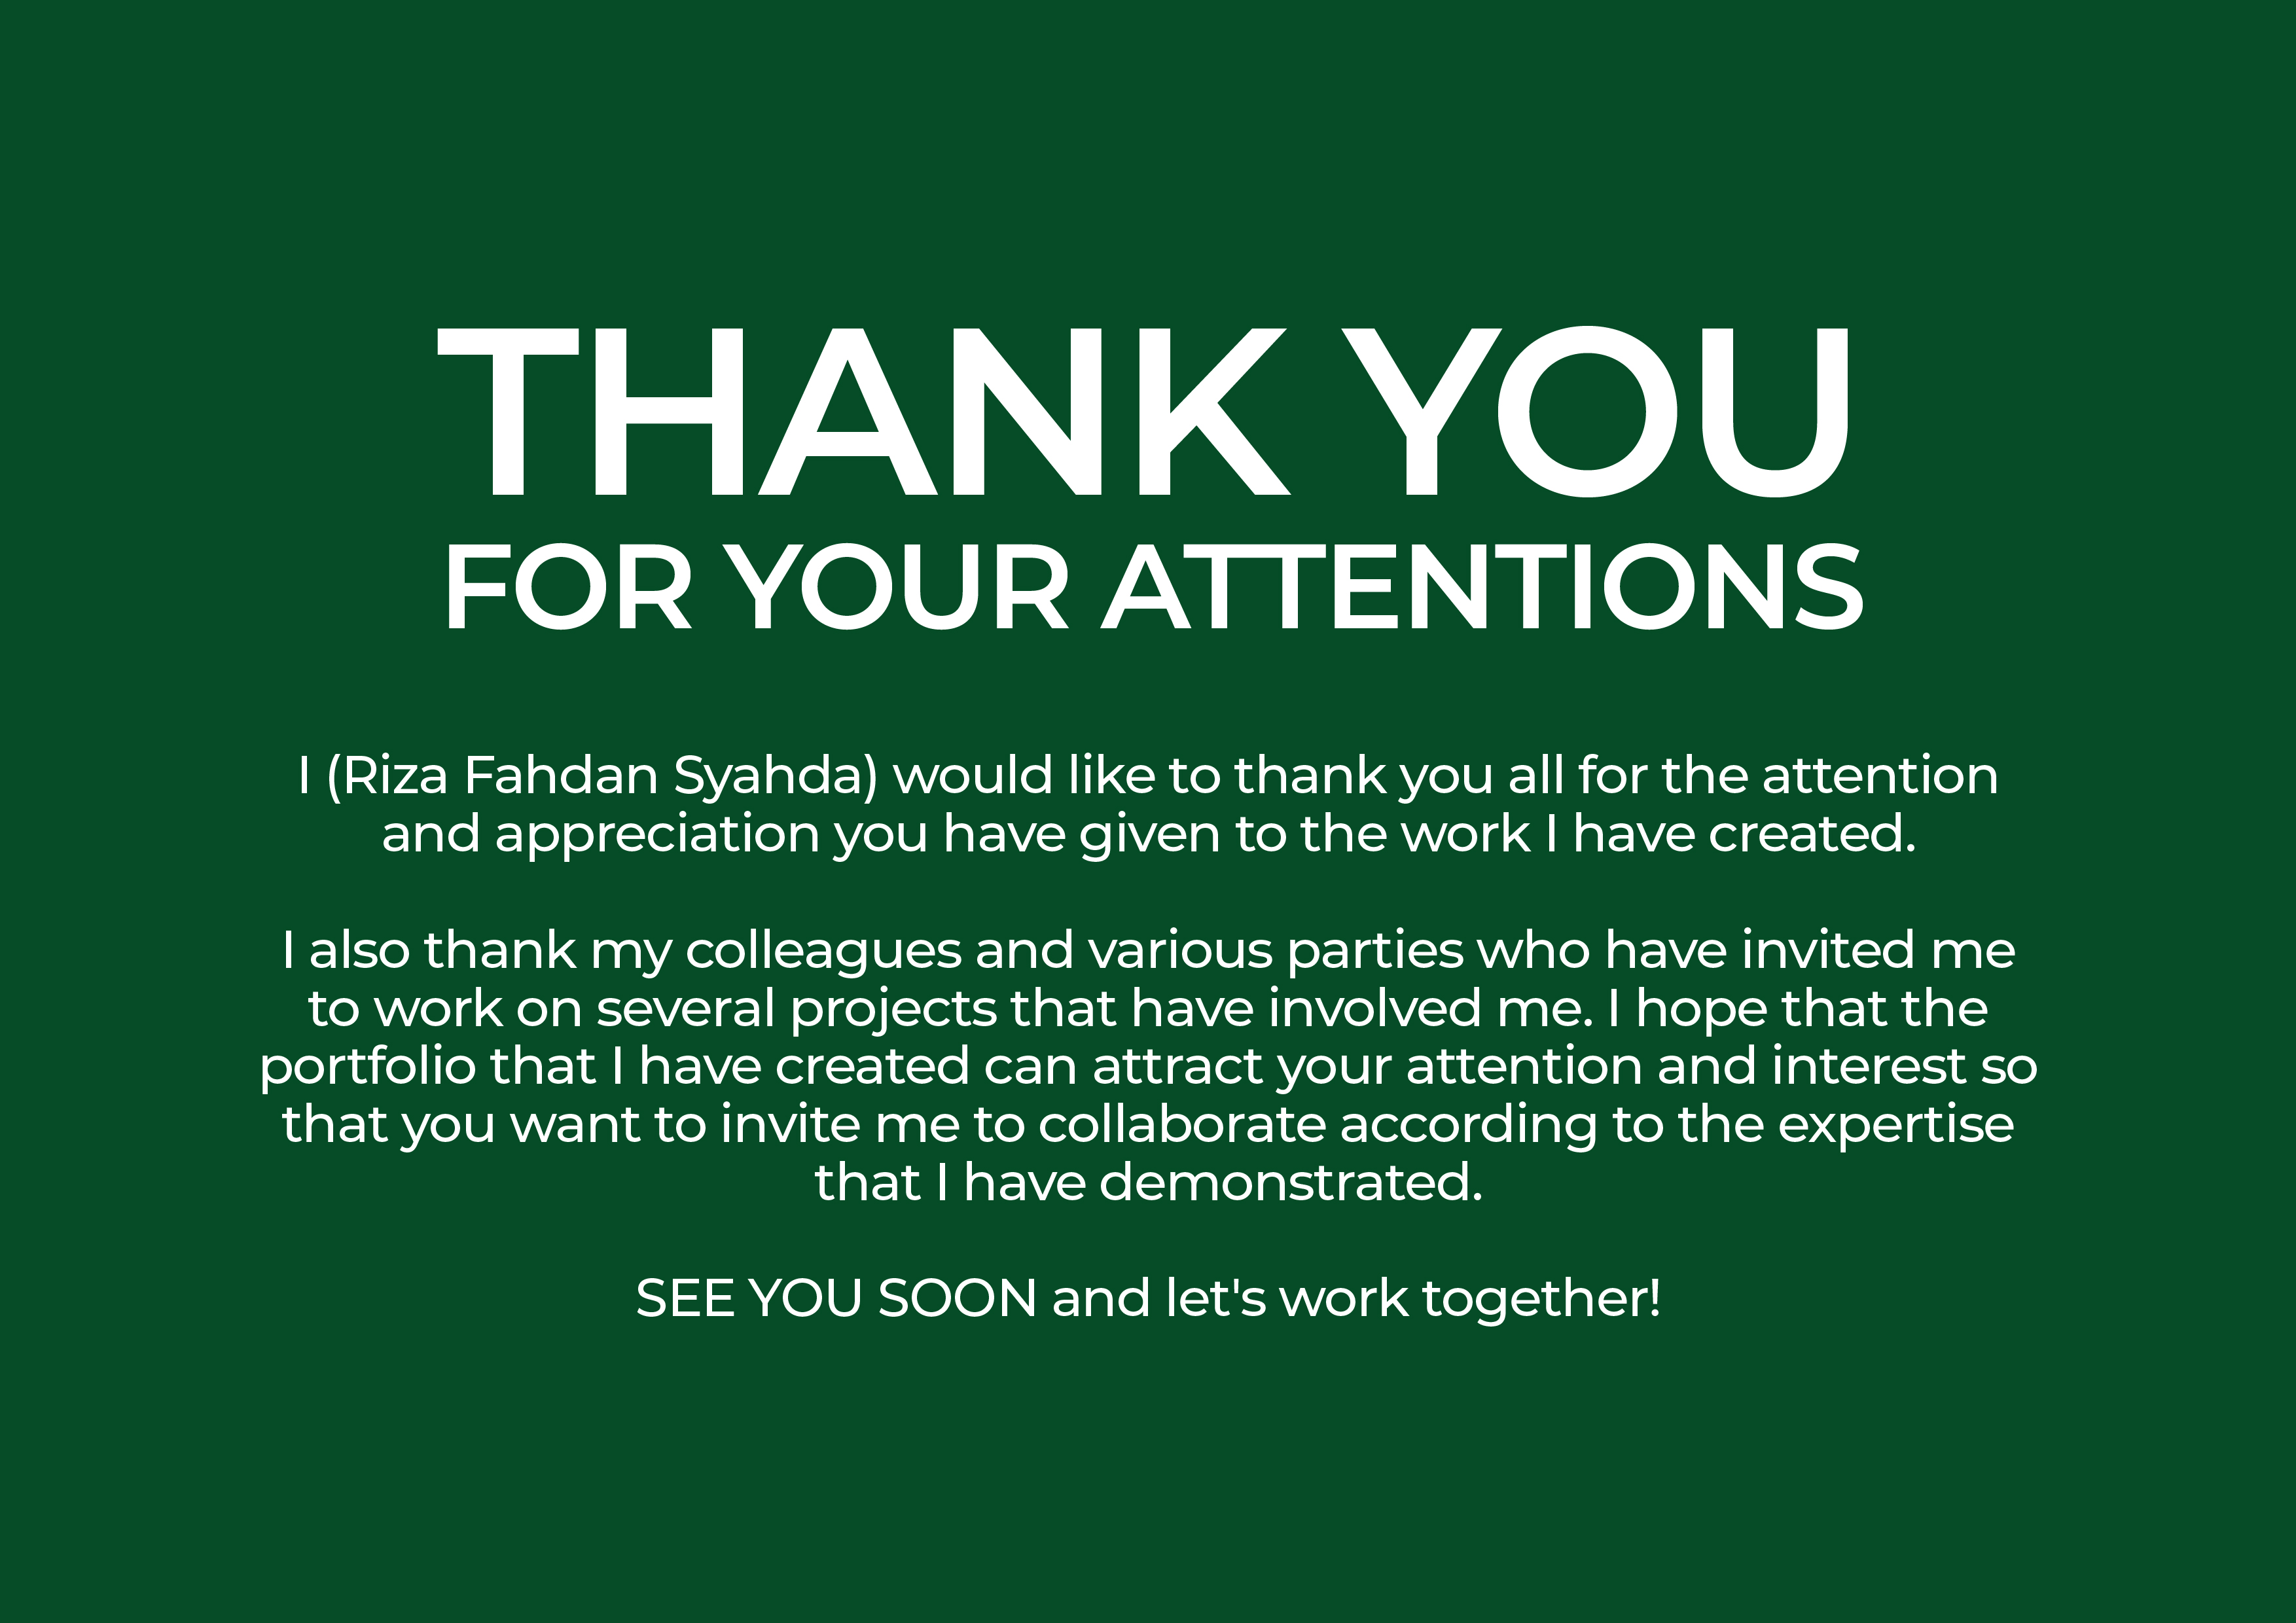 THANK YOU
FOR YOUR ATTENTIONS
I (Riza Fahdan Syahda) would like to thank you all for the attention
and appreciation you have given to the work I have created.
I also thank my colleagues and various parties who have invited me
to work on several projects that have involved me. I hope that the
portfolio that I have created can attract your attention and interest so
that you want to invite me to collaborate according to the expertise
that I have demonstrated.
SEE YOU SOON and let's work together!